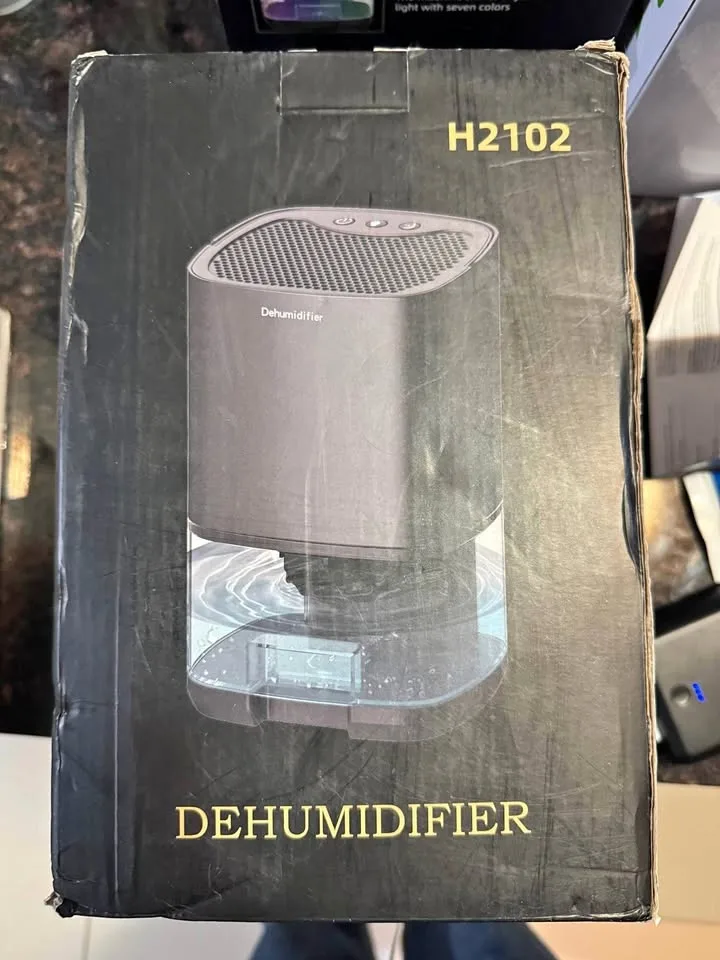 light with seven colors
H2102
Dehumidifier
DEHUMIDIFIER